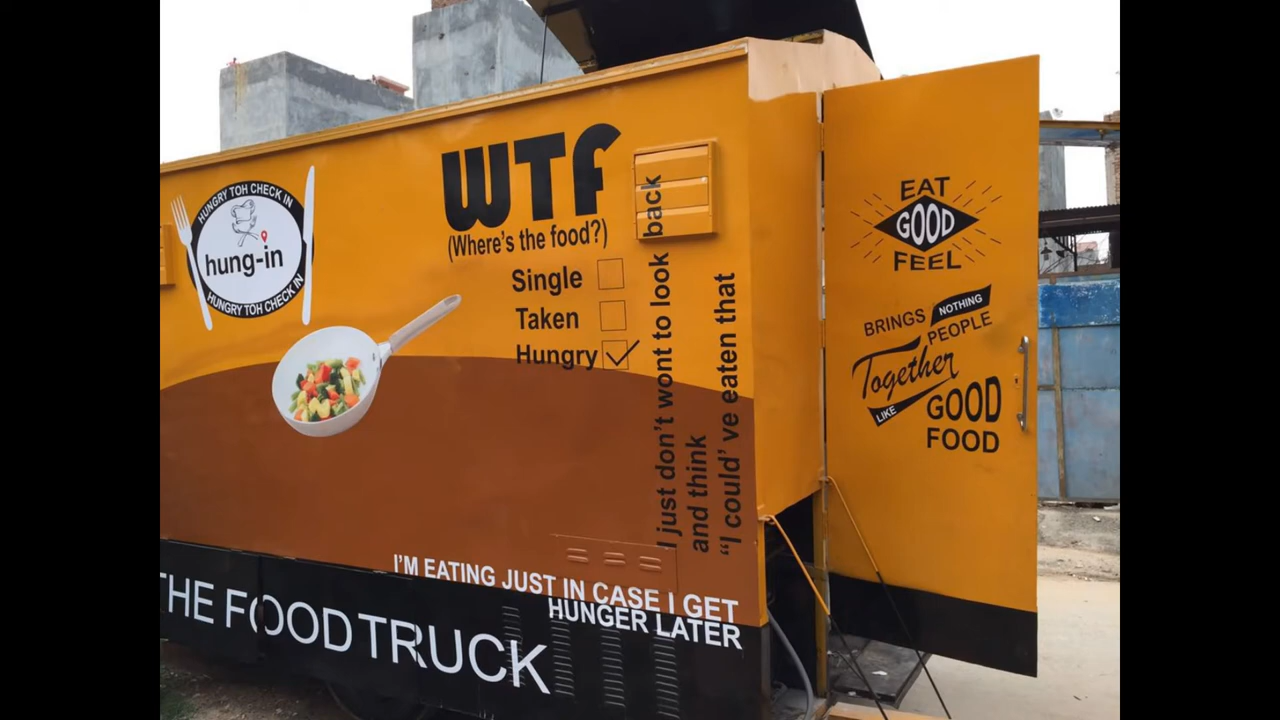 HUNGRY TOH CHECK IN
hung-in
HUNGRY TOH CHECK IN
WTF
(Where's the food?)
Single
Taken
Hungry
I just don't wont to look back
and think
“I could' ve eaten that
I'M EATING JUST IN CASE I GET
HUNGER LATER
THE FOOD TRUCK
EAT
GOOD
FEEL
BRINGS NOTHING
PEOPLE
Together
LIKE GOOD
FOOD